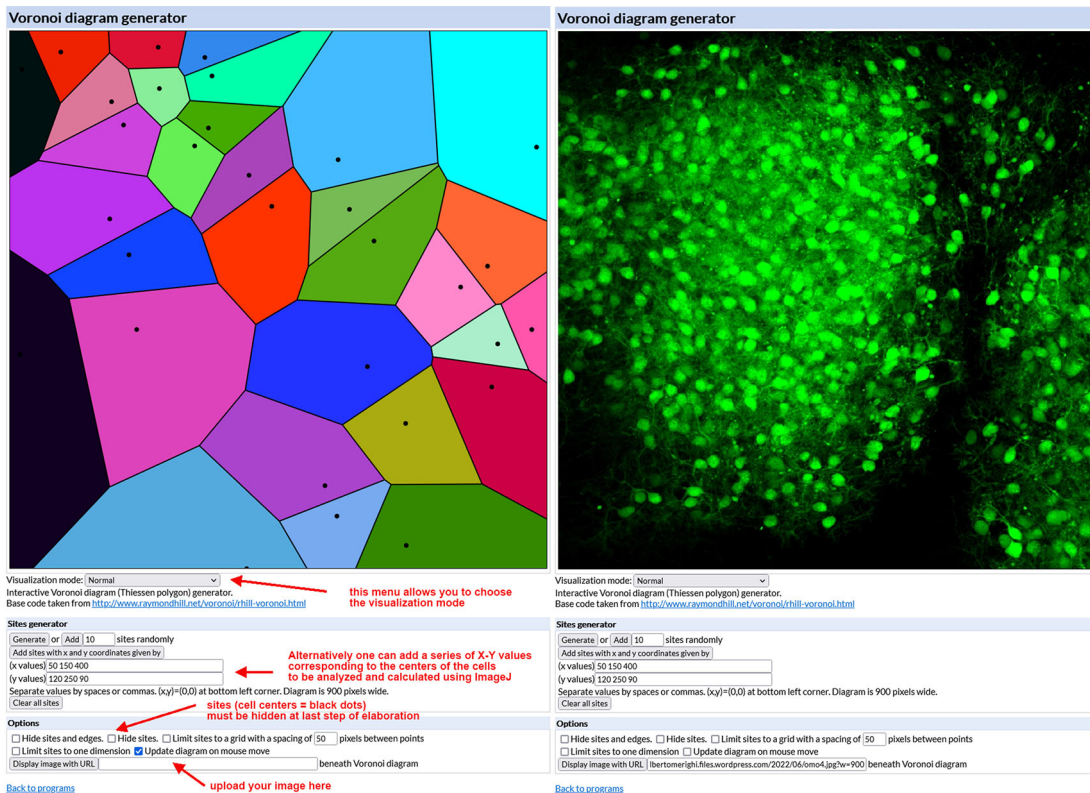 Voronoi diagram generator
Visualization mode: Normal
this menu allows you to choose
the visualization mode
Interactive Voronoi diagram (Thiessen polygon) generator.
Base code taken from http://www.raymondhill.net/voronoi/rhill-voronoi.html
Sites generator
Generate or Add 10 sites randomly
Add sites with x and y coordinates given by
(x values) 50 150 400
(y values) 120 250 90
Alternatively one can add a series of X-Y values
corresponding to the centers of the cells
to be analyzed and calculated using ImageJ
Separate values by spaces or commas. (x,y)=(0,0) at bottom left corner. Diagram is 900 pixels wide.
Clear all sites
sites (cell centers = black dots)
must be hidden at last step of elaboration
Options
Hide sites and edges. Hide sites. Limit sites to a grid with a spacing of 50 pixels between points
Limit sites to one dimension Update diagram on mouse move
Display image with URL beneath Voronoi diagram
upload your image here
Back to programs
Voronoi diagram generator
Visualization mode: Normal
Interactive Voronoi diagram (Thiessen polygon) generator.
Base code taken from http://www.raymondhill.net/voronoi/rhill-voronoi.html
Sites generator
Generate or Add 10 sites randomly
Add sites with x and y coordinates given by
(x values) 50 150 400
(y values) 120 250 90
Separate values by spaces or commas. (x,y)=(0,0) at bottom left corner. Diagram is 900 pixels wide.
Clear all sites
Options
Hide sites and edges. Hide sites. Limit sites to a grid with a spacing of 50 pixels between points
Limit sites to one dimension Update diagram on mouse move
Display image with URL lbertomerighi.files.wordpress.com/2022/06/omo4.jpg?w=900 beneath Voronoi diagram
Back to programs